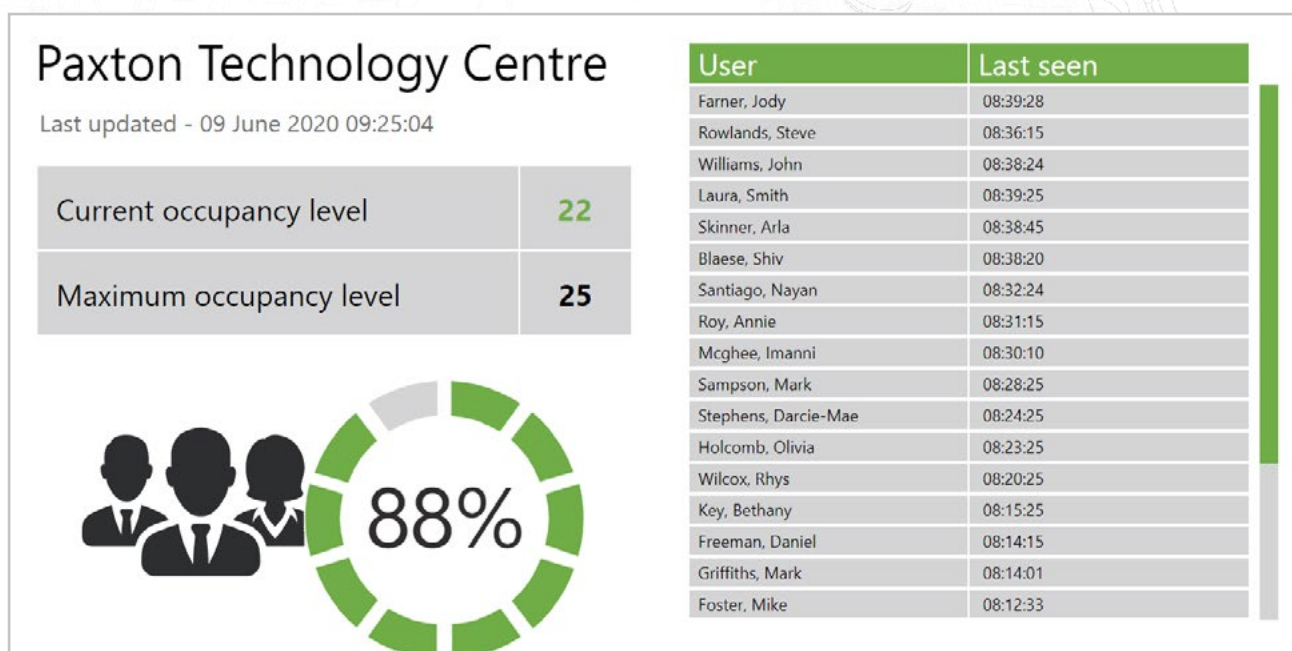 Paxton Technology Centre
Last updated - 09 June 2020 09:25:04
Current occupancy level 22
Maximum occupancy level 25
88%
User Last seen
Farner, Jody 08:39:28
Rowlands, Steve 08:36:15
Williams, John 08:38:24
Laura, Smith 08:39:25
Skinner, Arla 08:38:45
Blaese, Shiv 08:38:20
Santiago, Nayan 08:32:24
Roy, Annie 08:31:15
Mcghee, Imanni 08:30:10
Sampson, Mark 08:28:25
Stephens, Darcie-Mae 08:24:25
Holcomb, Olivia 08:23:25
Wilcox, Rhys 08:20:25
Key, Bethany 08:15:25
Freeman, Daniel 08:14:15
Griffiths, Mark 08:14:01
Foster, Mike 08:12:33